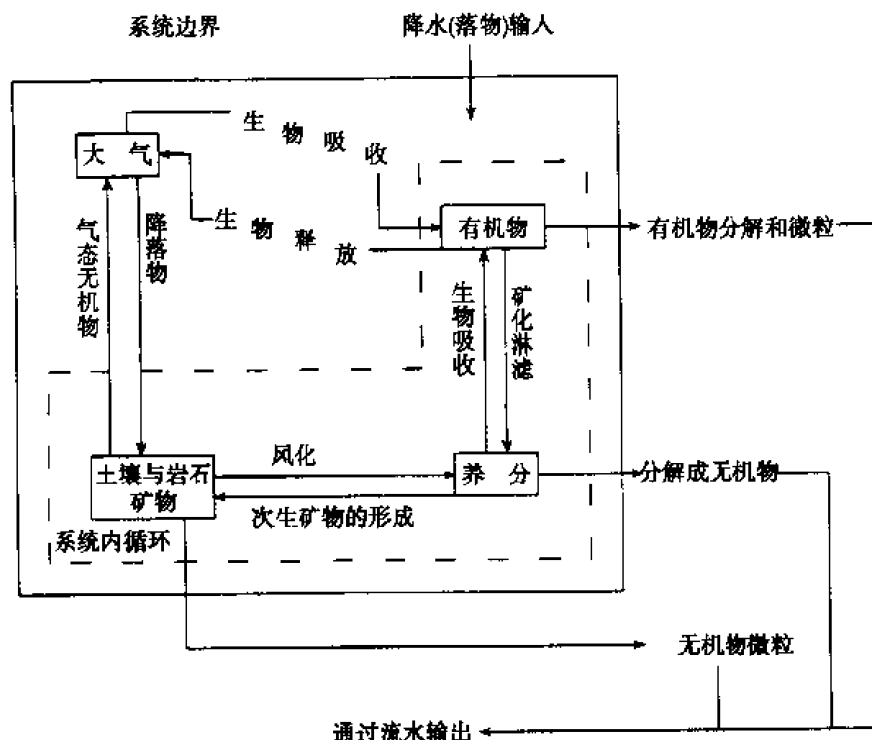 系统边界
降水(落物)输人
生物吸收
大 气
生物释放
有机物
有机物分解和微粒
气态无机物
降落物
生物吸收
矿化淋滤
土壤与岩石
矿物
风化
养 分
分解成无机物
次生矿物的形成
系统内循环
无机物微粒
通过流水输出